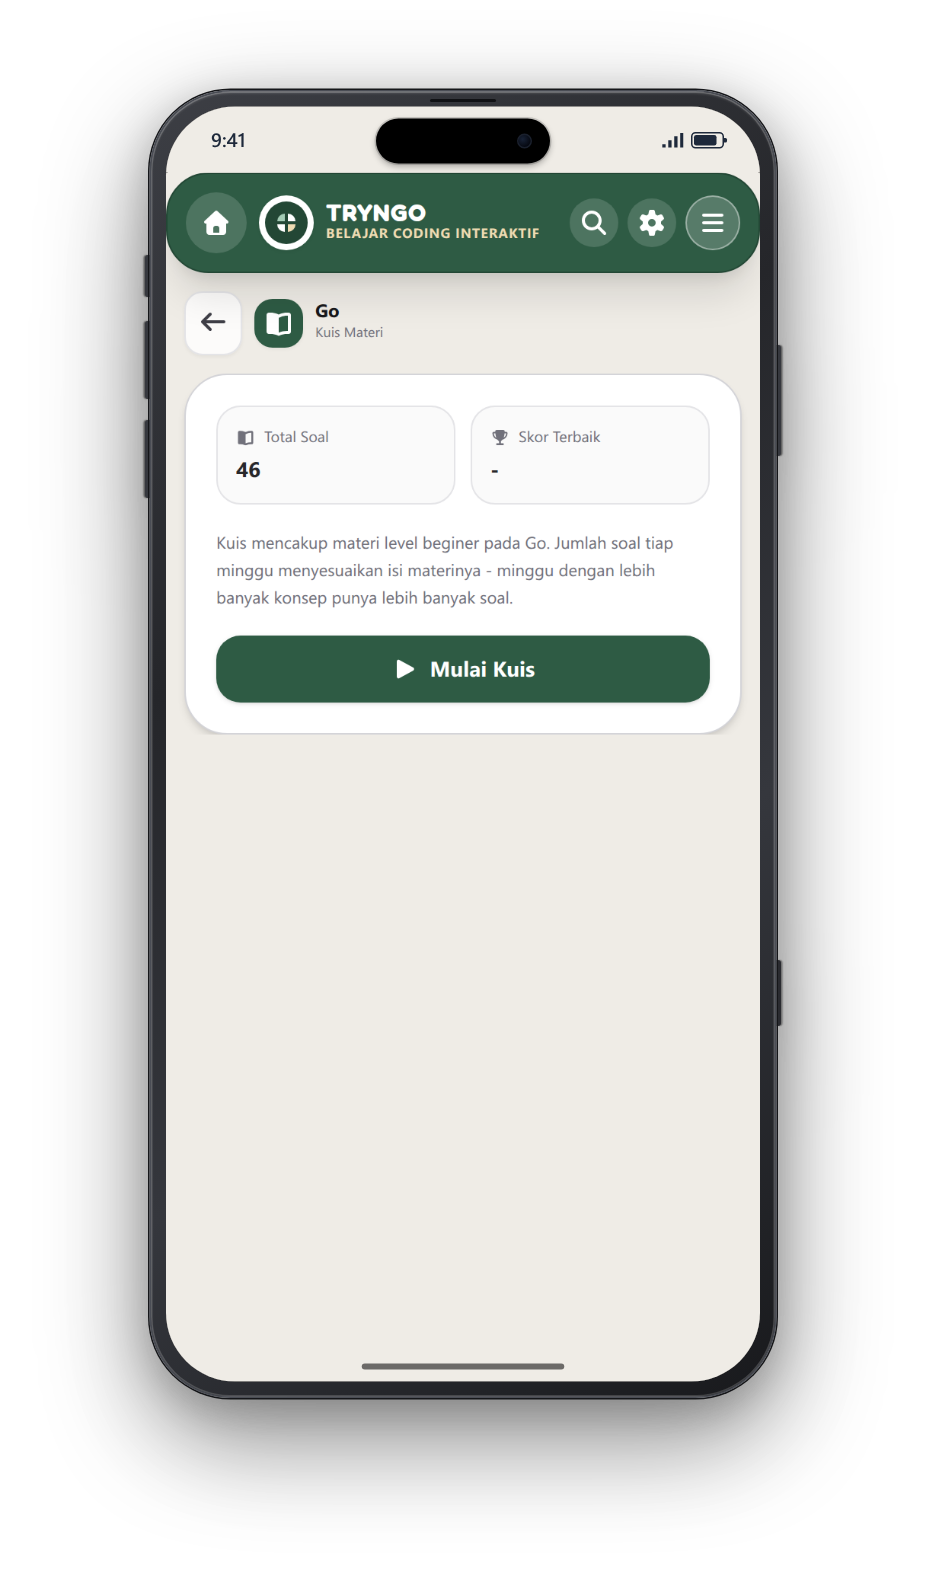 9:41
TRYNGO
BELAJAR CODING INTERAKTIF
Go
Kuis Materi
Total Soal
46
Skor Terbaik
-
Kuis mencakup materi level beginer pada Go. Jumlah soal tiap
minggu menyesuaikan isi materinya - minggu dengan lebih
banyak konsep punya lebih banyak soal.
Mulai Kuis